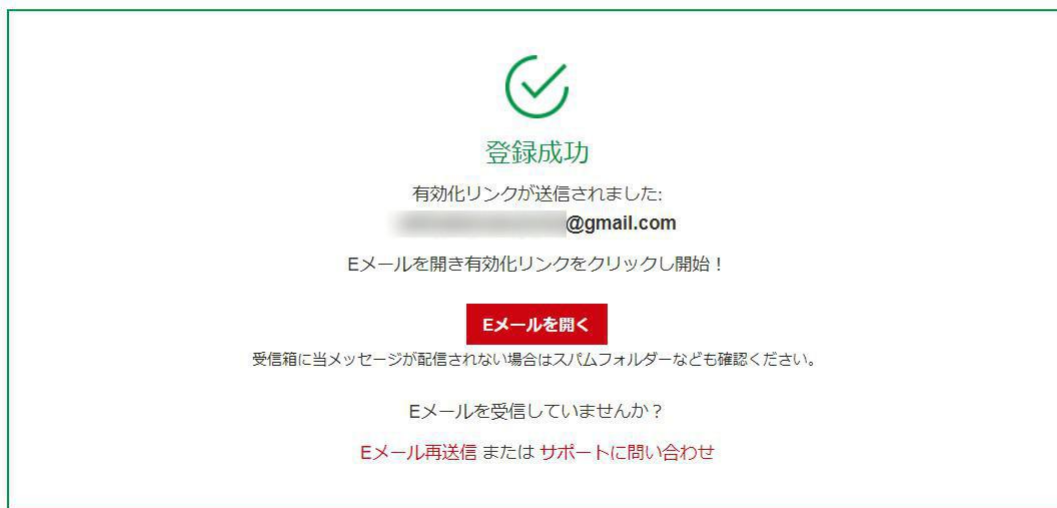 登録成功
有効化リンクが送信されました:
@gmail.com
Eメールを開き有効化リンクをクリックし開始！
Eメールを開く
受信箱に当メッセージが配信されない場合はスパムフォルダーなども確認ください。
Eメールを受信していませんか？
Eメール再送信 または サポートに問い合わせ